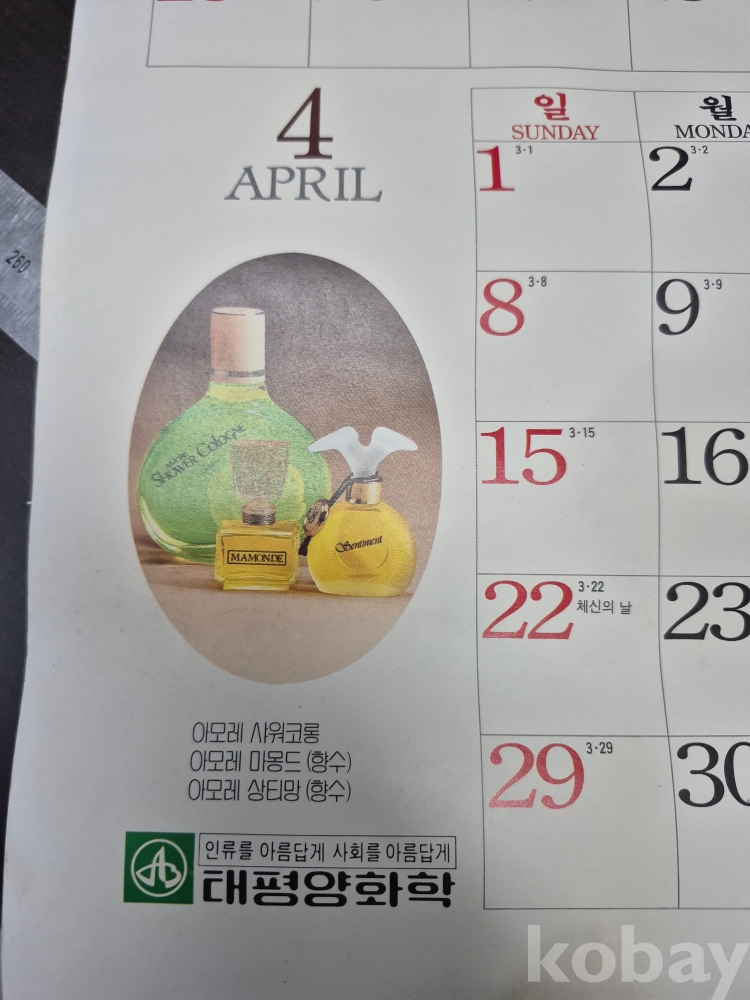 260
4
APRIL
일 월
SUNDAY
1 3·1 2 3·2
8 3·8 9 3·9
15 3·15 16
22 3·22 체신의 날 23
29 3·29 30
SHOWER Cologne
MAMONDE
Sentiment
아모레 샤워코롱
아모레 마몽드 (향수)
아모레 상티망 (향수)
인류를 아름답게 사회를 아름답게
태평양화학
kobay